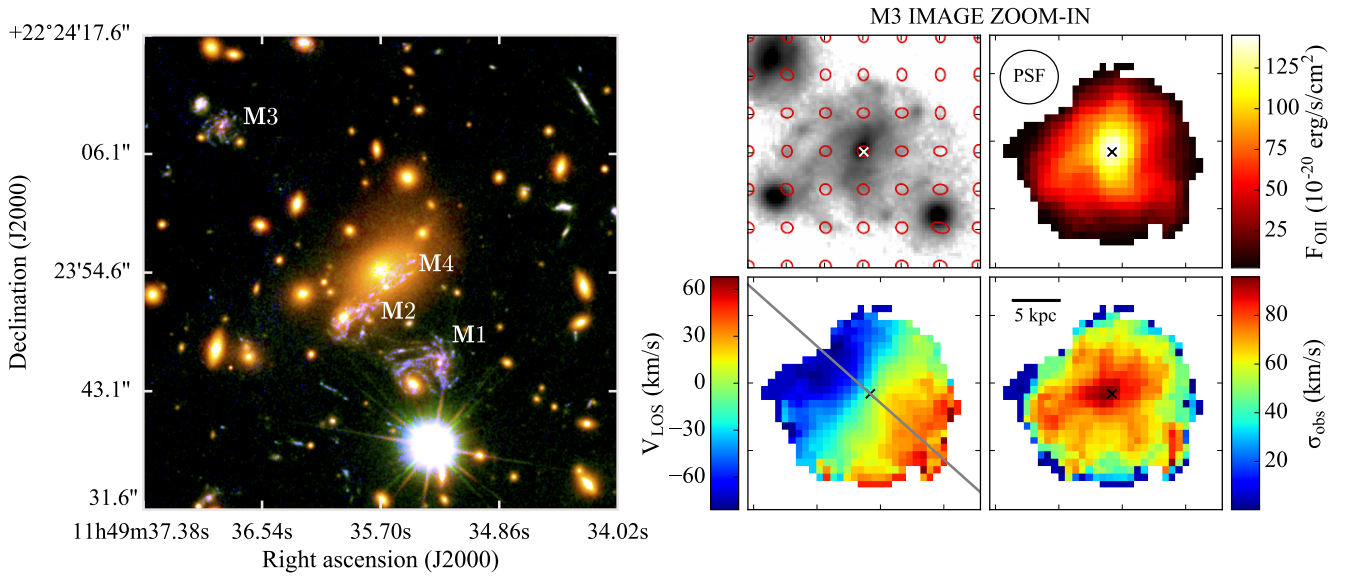 M3 IMAGE ZOOM-IN
+22°24'17.6"
06.1"
23'54.6"
43.1"
31.6"
Declination (J2000)
M3
M4
M2
M1
11h49m37.38s 36.54s 35.70s 34.86s 34.02s
Right ascension (J2000)
PSF
125
100
75
50
25
F_OII (10^-20 erg/s/cm^2)
60
30
0
−30
−60
V_LOS (km/s)
5 kpc
80
60
40
20
σ_obs (km/s)